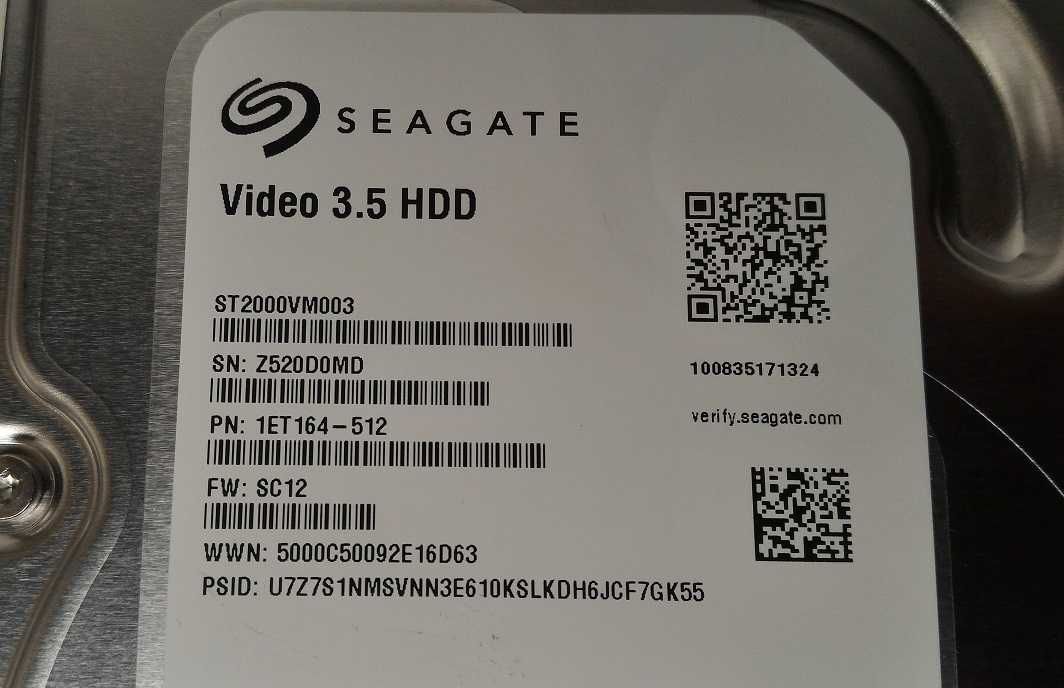 SEAGATE
Video 3.5 HDD
ST2000VM003
SN: Z520D0MD
PN: 1ET164-512
FW: SC12
WWN: 5000C50092E16D63
PSID: U7Z7S1NMSVNN3E610KSLKDH6JCF7GK55
100835171324
verify.seagate.com